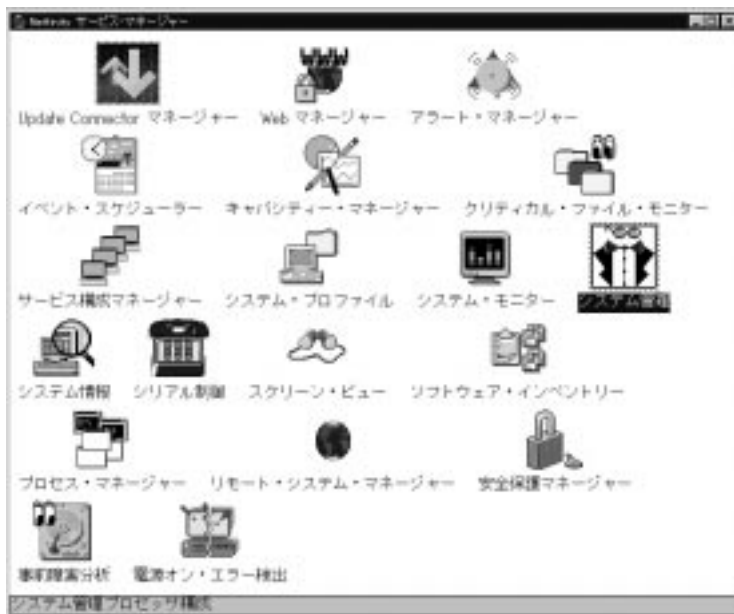 Netfinity サービス・マネージャー
Update Connector マネージャー
Web マネージャー
アラート・マネージャー
イベント・スケジューラー
キャパシティー・マネージャー
クリティカル・ファイル・モニター
サービス構成マネージャー
システム・プロファイル
システム・モニター
システム管理
システム情報
シリアル制御
スクリーン・ビュー
ソフトウェア・インベントリー
プロセス・マネージャー
リモート・システム・マネージャー
安全保護マネージャー
事前障害分析
電源オン・エラー検出
システム管理プロセッサ構成